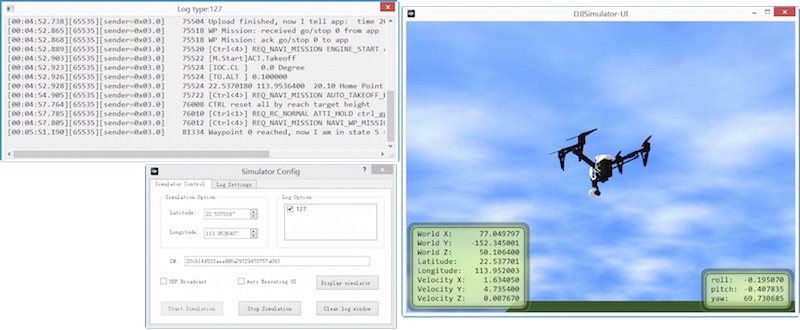 Log type:127
[00:04:52.738][65535][sender=0x03.0] 75504 Upload finished, now I tell app: time 20
[00:04:52.865][65535][sender=0x03.0] 75518 WP Mission: received go/stop 0 from app
[00:04:52.868][65535][sender=0x03.0] 75518 WP Mission: ack go/stop 0 to app
[00:04:52.889][65535][sender=0x03.0] 75520 [Ctrl<4>] REQ_NAVI_MISSION ENGINE_START
[00:04:52.903][65535][sender=0x03.0] 75522 [M.Start]ACT.Takeoff
[00:04:52.923][65535][sender=0x03.0] 75524 [IOC.CL ] 0.0 Degree
[00:04:52.926][65535][sender=0x03.0] 75524 [TO.ALT ] 0.100000
[00:04:52.928][65535][sender=0x03.0] 75524 22.5370180 113.9536400 20.10 Home Point
[00:04:54.905][65535][sender=0x03.0] 75722 [Ctrl<4>] REQ_NAVI_MISSION AUTO_TAKEOFF_H
[00:04:57.764][65535][sender=0x03.0] 76008 CTRL reset all by reach target height
[00:04:57.785][65535][sender=0x03.0] 76010 [Ctrl<1>] REQ_RC_NORMAL ATTI_HOLD ctrl_gp
[00:04:57.805][65535][sender=0x03.0] 76012 [Ctrl<4>] REQ_NAVI_MISSION NAVI_WP_MISSIO
[00:05:51.190][65535][sender=0x03.0] 81334 Waypoint 0 reached, now I am in state 5
Simulator Config
Simulator Control Log Settings
Simulation Option
Log Option
Latitude: 22.537018°
Longitude: 113.953640°
127
SN:
UDP Broadcast
Auto Executing UI
Display simulator
Start Simulation
Stop Simulation
Clear log window
DJISimulator-UI
World X: 77.049797
World Y: -152.345001
World Z: 50.106400
Latitude: 22.537701
Longitude: 113.952003
Velocity X: 1.634050
Velocity Y: 4.735400
Velocity Z: 0.007670
roll: -0.195070
pitch: -0.407835
yaw: 69.730685